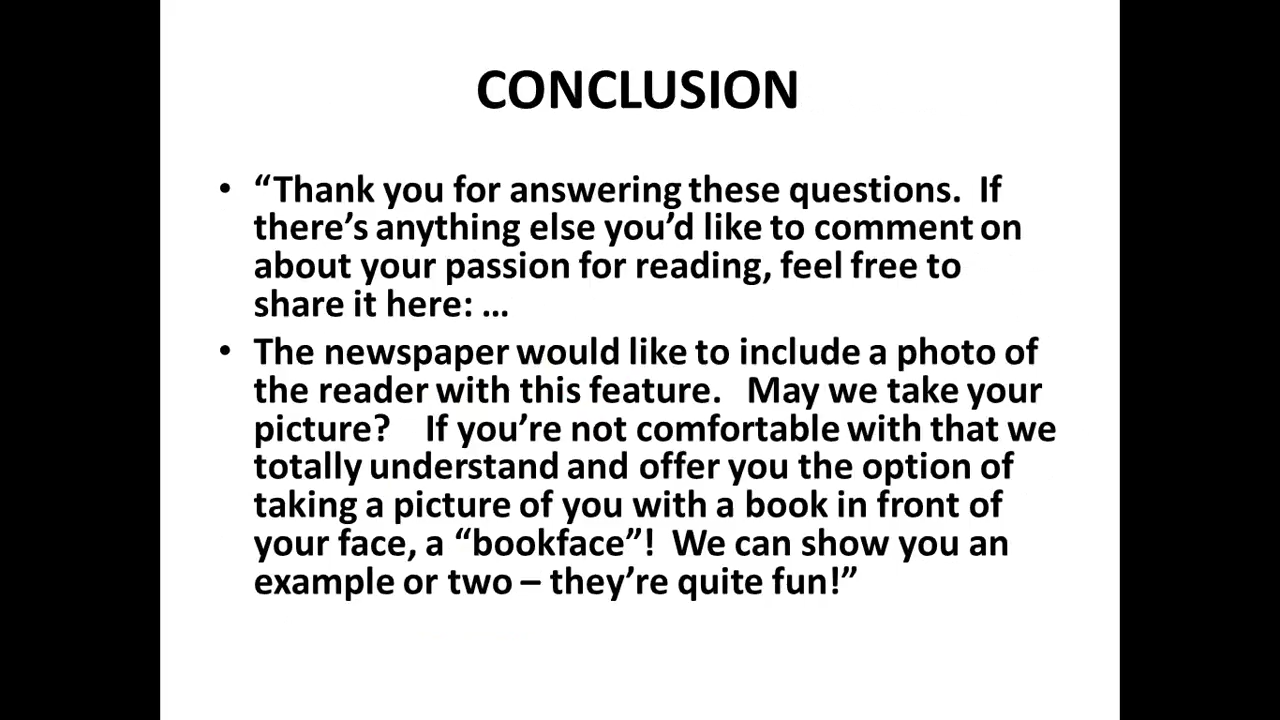 CONCLUSION
• “Thank you for answering these questions.  If
there’s anything else you’d like to comment on
about your passion for reading, feel free to
share it here: …
• The newspaper would like to include a photo of
the reader with this feature.   May we take your
picture?    If you’re not comfortable with that we
totally understand and offer you the option of
taking a picture of you with a book in front of
your face, a “bookface”!  We can show you an
example or two – they’re quite fun!”